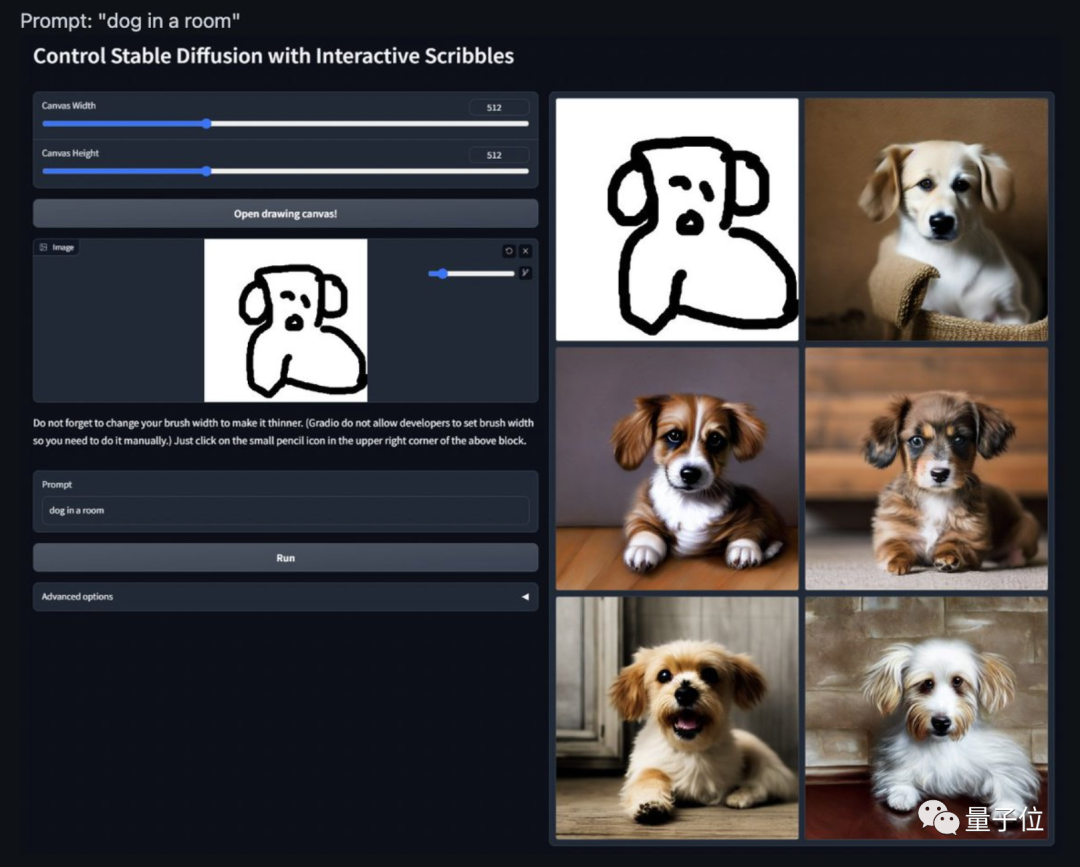 Prompt: "dog in a room"
Control Stable Diffusion with Interactive Scribbles
Canvas Width
512
Canvas Height
512
Open drawing canvas!
Image
Do not forget to change your brush width to make it thinner. (Gradio do not allow developers to set brush width
so you need to do it manually.) Just click on the small pencil icon in the upper right corner of the above block.
Prompt
dog in a room
Run
Advanced options
量子位